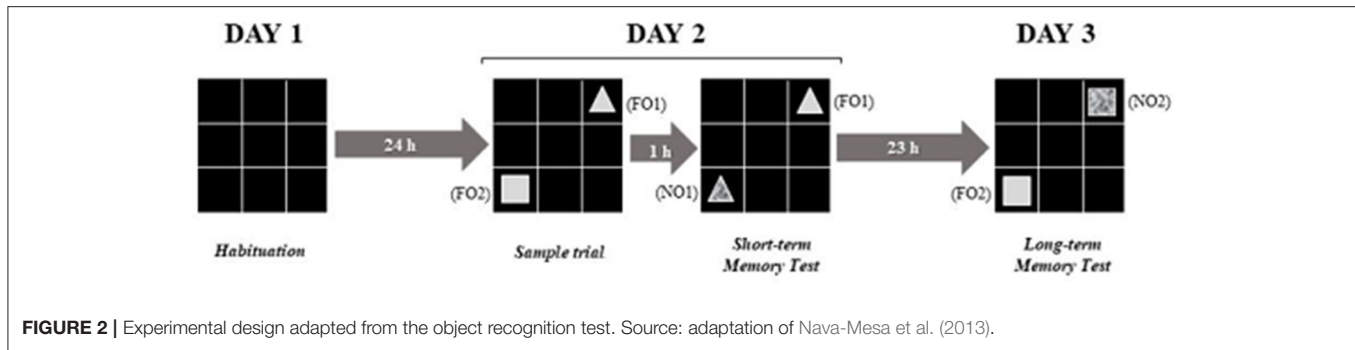 DAY 1
DAY 2
DAY 3
(FO1)
(FO1)
(NO2)
24 h
1 h
23 h
(FO2)
(NO1)
(FO2)
Habituation
Sample trial
Short-term
Memory Test
Long-term
Memory Test
FIGURE 2 | Experimental design adapted from the object recognition test. Source: adaptation of Nava-Mesa et al. (2013).